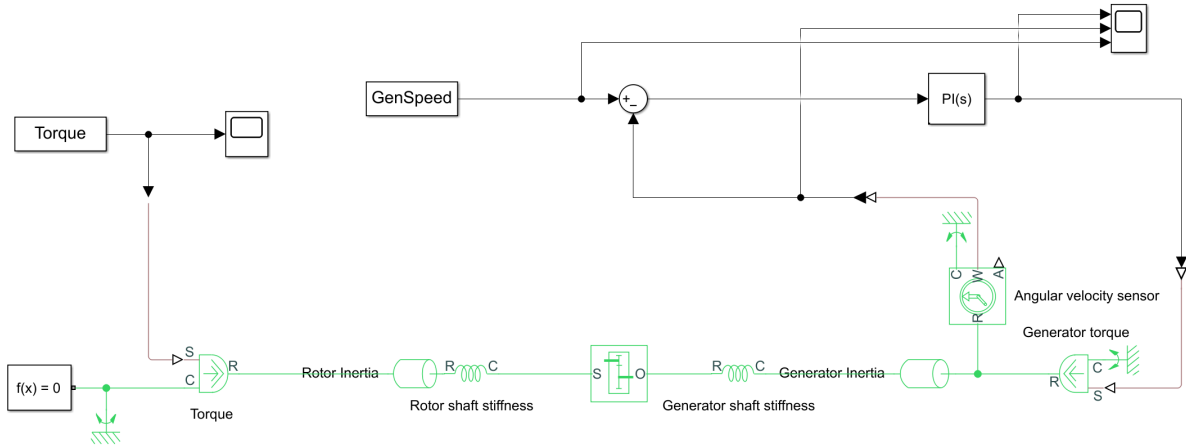 GenSpeed
+
−
PI(s)
Torque
C
W
A
R
Angular velocity sensor
Generator torque
S
C
R
f(x) = 0
Torque
Rotor Inertia
R
C
Rotor shaft stiffness
S
O
R
C
Generator shaft stiffness
Generator Inertia
R
C
S